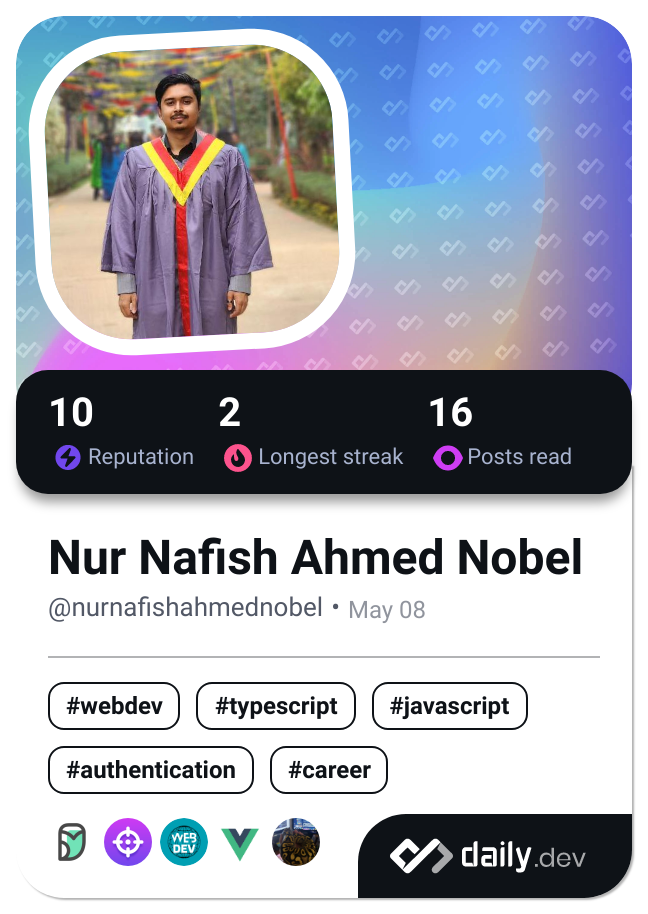 10 2 16
Reputation Longest streak Posts read
Nur Nafish Ahmed Nobel
@nurnafishahmednobel • May 08
#webdev #typescript #javascript
#authentication #career
WEB
DEV
daily.dev